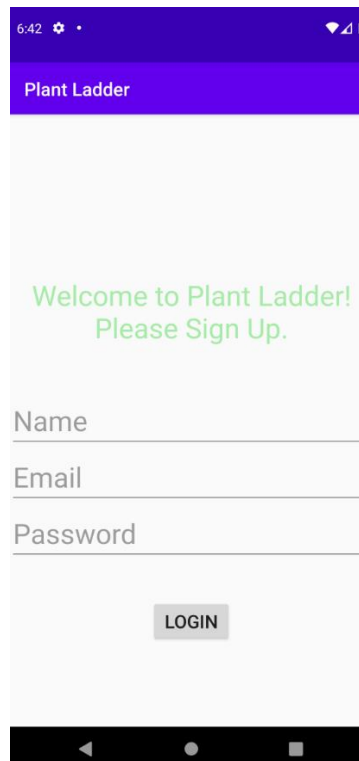 6:42
Plant Ladder
Welcome to Plant Ladder!
Please Sign Up.
Name
Email
Password
LOGIN